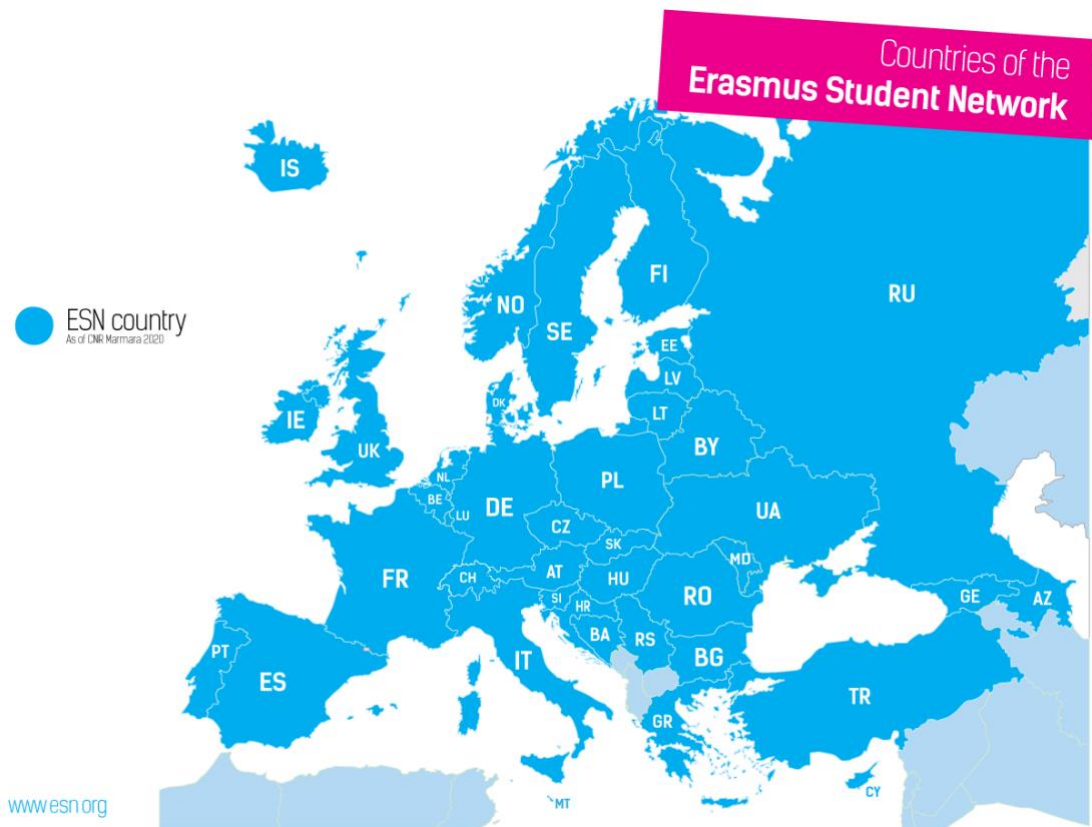 Countries of the
Erasmus Student Network
IS
FI
RU
NO
SE
ESN country
As of CNR Marmara 2020
EE
LV
DK
LT
IE
BY
UK
NL
PL
BE
DE
LU
UA
CZ
SK
MD
FR
CH
AT
HU
RO
GE
AZ
SI
HR
BA
RS
PT
BG
IT
ES
TR
GR
CY
MT
www.esn.org